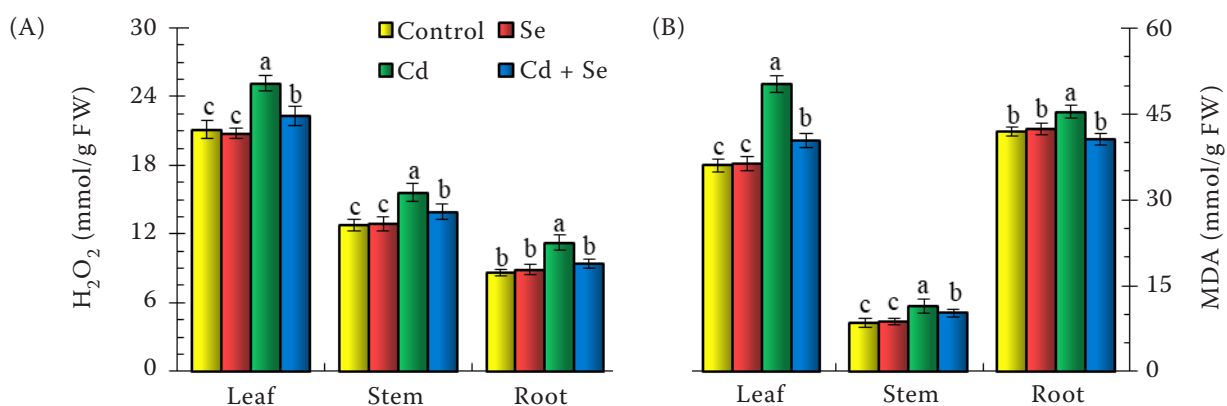 (A)
H2O2 (mmol/g FW)
30
24
18
12
6
0
Control
Se
Cd
Cd + Se
c
c
a
b
c
c
a
b
b
b
a
b
Leaf
Stem
Root
(B)
c
c
a
b
c
c
a
b
b
b
a
b
Leaf
Stem
Root
60
45
30
15
0
MDA (mmol/g FW)